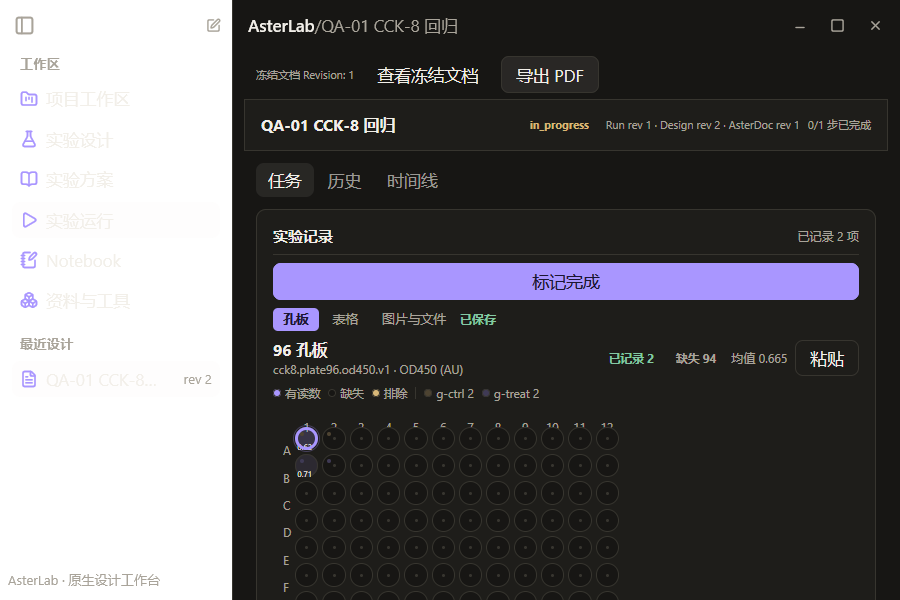 AsterLab/QA-01 CCK-8 回归
工作区
项目工作区
实验设计
实验方案
实验运行
Notebook
资料与工具
最近设计
QA-01 CCK-8... rev 2
AsterLab · 原生设计工作台
冻结文档 Revision: 1 查看冻结文档 导出 PDF
QA-01 CCK-8 回归 in_progress Run rev 1 · Design rev 2 · AsterDoc rev 1 0/1 步已完成
任务 历史 时间线
实验记录 已记录 2 项
标记完成
孔板 表格 图片与文件 已保存
96 孔板
cck8.plate96.od450.v1 · OD450 (AU)
已记录 2 缺失 94 均值 0.665 粘贴
有读数 缺失 排除 g-ctrl 2 g-treat 2
1 2 3 4 5 6 7 8 9 10 11 12
A 0.62
B 0.71
C
D
E
F